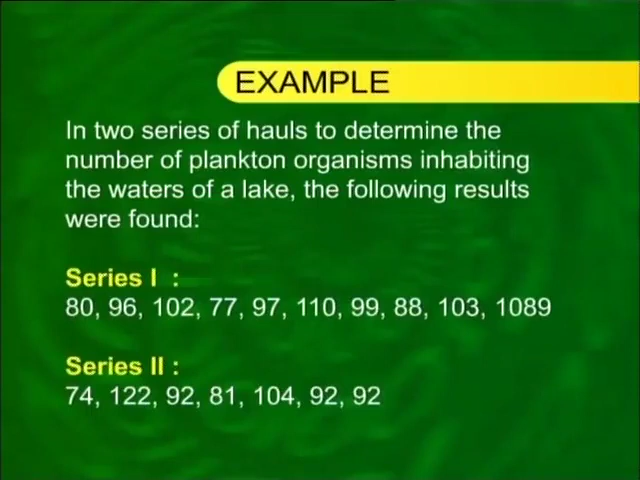 EXAMPLE
In two series of hauls to determine the
number of plankton organisms inhabiting
the waters of a lake, the following results
were found:
Series I :
80, 96, 102, 77, 97, 110, 99, 88, 103, 1089
Series II :
74, 122, 92, 81, 104, 92, 92